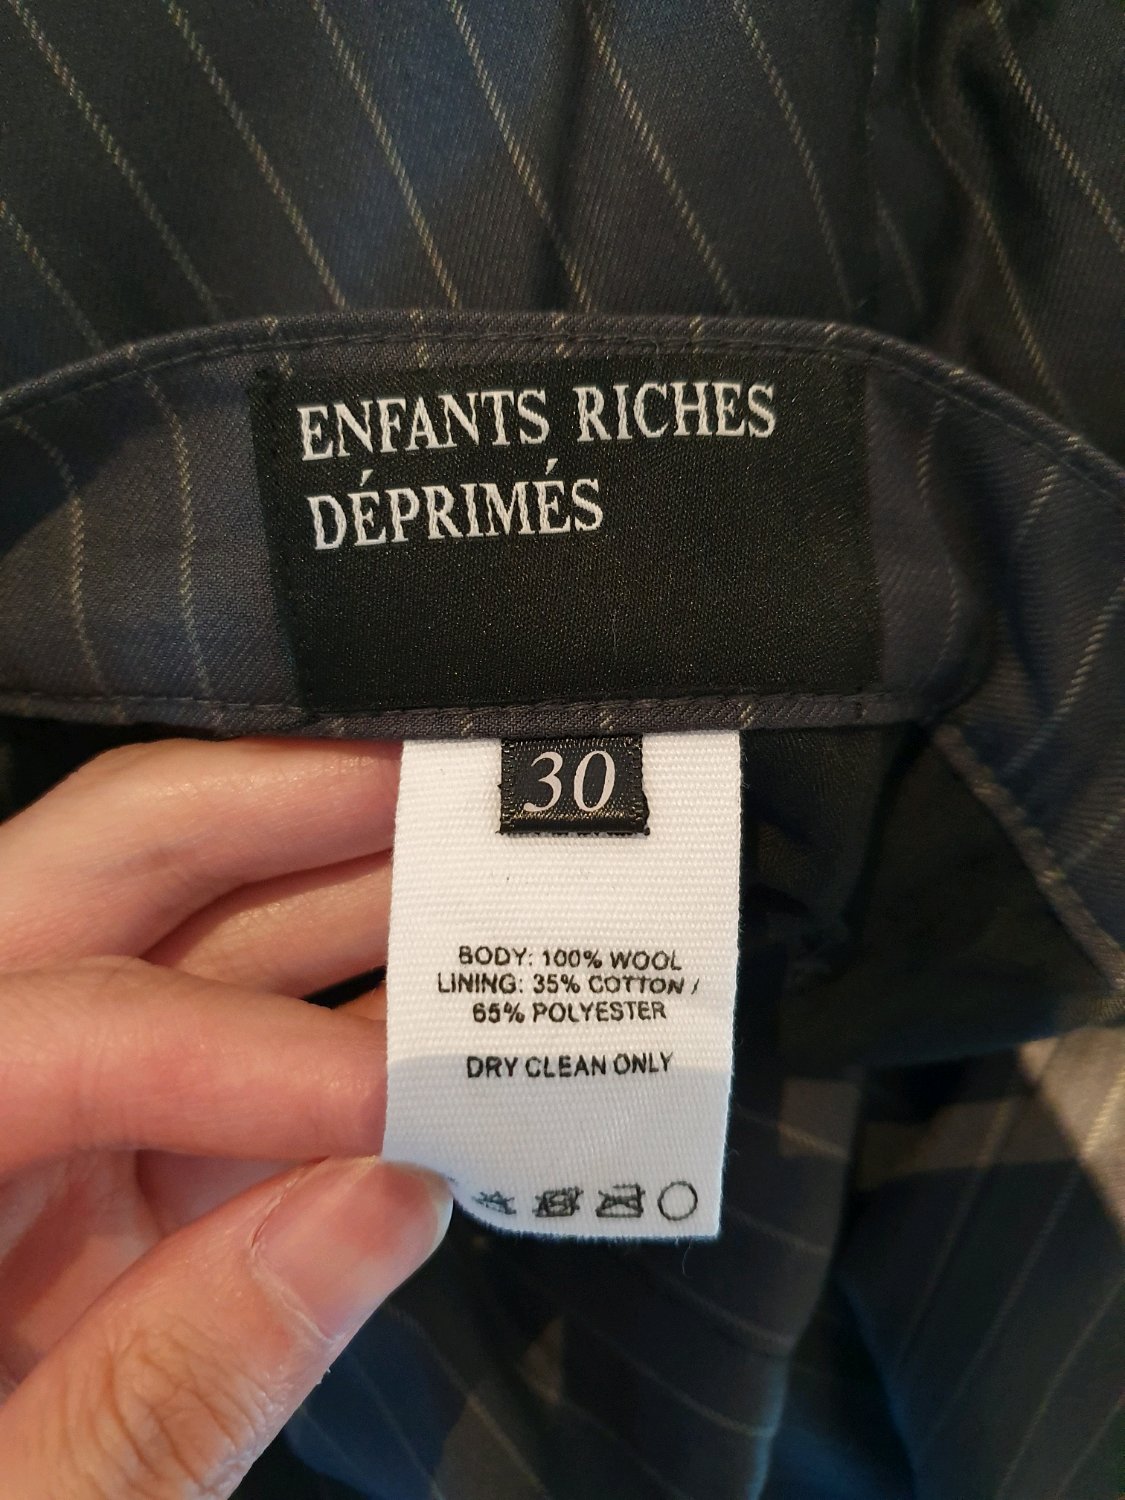 ENFANTS RICHES
DÉPRIMÉS
30
BODY: 100% WOOL
LINING: 35% COTTON /
65% POLYESTER
DRY CLEAN ONLY